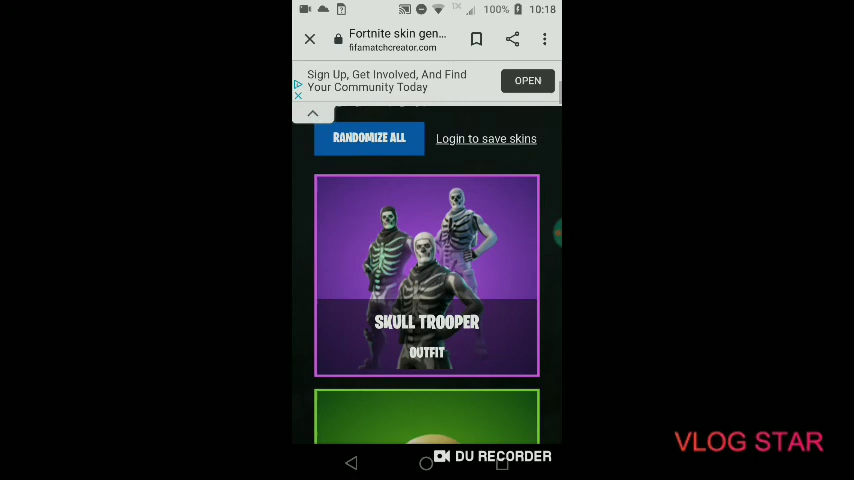 1X 100% 10:18
Fortnite skin gen...
fifamatchcreator.com
Sign Up, Get Involved, And Find
Your Community Today
OPEN
RANDOMIZE ALL
Login to save skins
SKULL TROOPER
OUTFIT
DU RECORDER
VLOG STAR